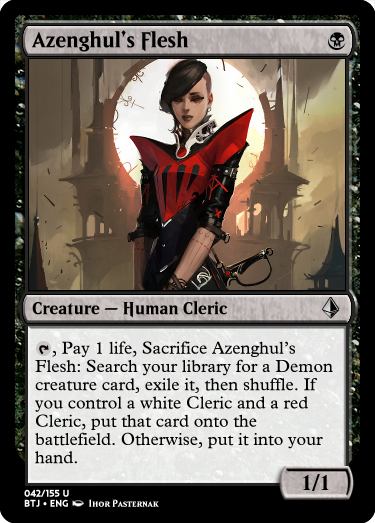 Azenghul's Flesh
Creature — Human Cleric
, Pay 1 life, Sacrifice Azenghul's
Flesh: Search your library for a Demon
creature card, exile it, then shuffle. If
you control a white Cleric and a red
Cleric, put that card onto the
battlefield. Otherwise, put it into your
hand.
1/1
042/155 U
BTJ • ENG Ihor Pasternak